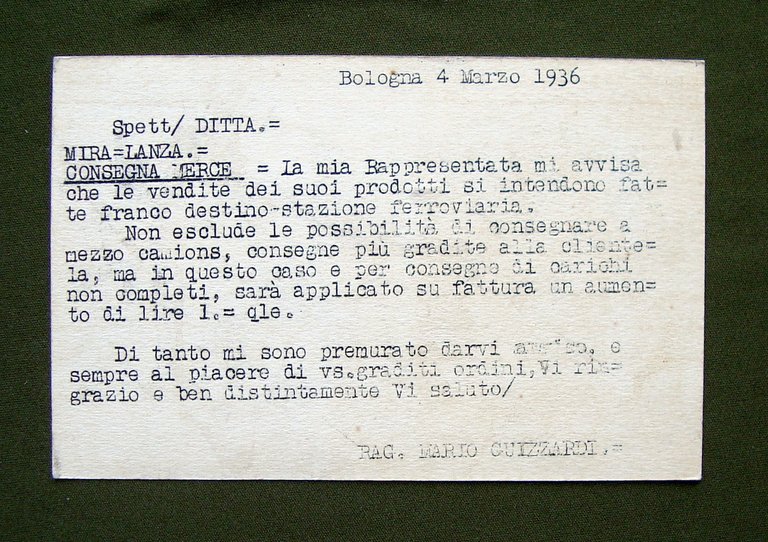 Bologna 4 Marzo 1936
Spett/ DITTA.=
MIRA=LANZA.=
CONSEGNA MERCE = La mia Rappresentata mi avvisa
che le vendite dei suoi prodotti si intendono fat=
te franco destino-stazione ferroviaria.
Non esclude le possibilità di consegnare a
mezzo camions, consegne più gradite alla cliente=
la, ma in questo caso e per consegne di carichi
non completi, sarà applicato su fattura un aumen=
to di lire 1.= qle.
Di tanto mi sono premurato darvi avviso. e
sempre al piacere di vs.graditi ordini,Vi rin=
grazio e ben distintamente Vi saluto/
RAG. MARIO GUIZZARDI.=